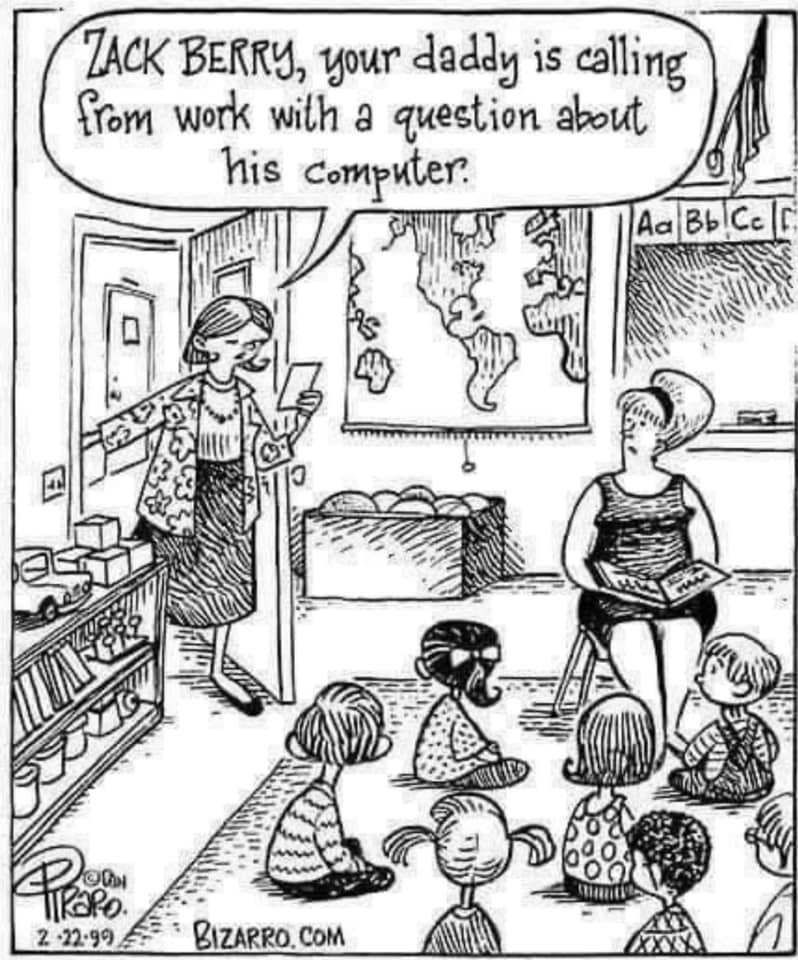 ZACK BERRY, your daddy is calling
from work with a question about
his computer.
Aa Bb Cc
©DAN
PIRARO.
2-22-99
BIZARRO.COM